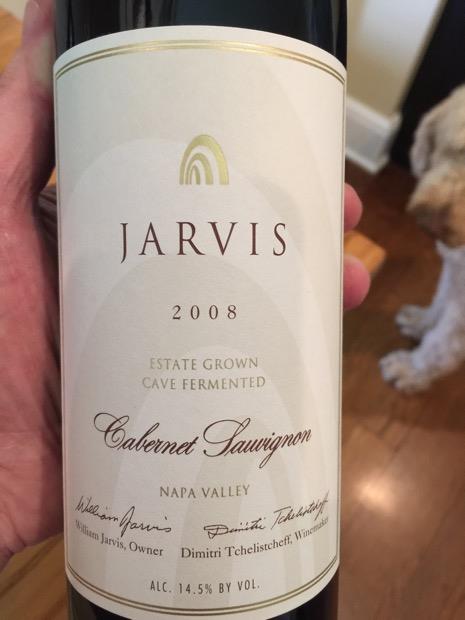 JARVIS
2008
ESTATE GROWN
CAVE FERMENTED
Cabernet Sauvignon
NAPA VALLEY
William Jarvis Dimitri Tchelistcheff
William Jarvis, Owner Dimitri Tchelistcheff, Winemaker
ALC. 14.5% BY VOL.